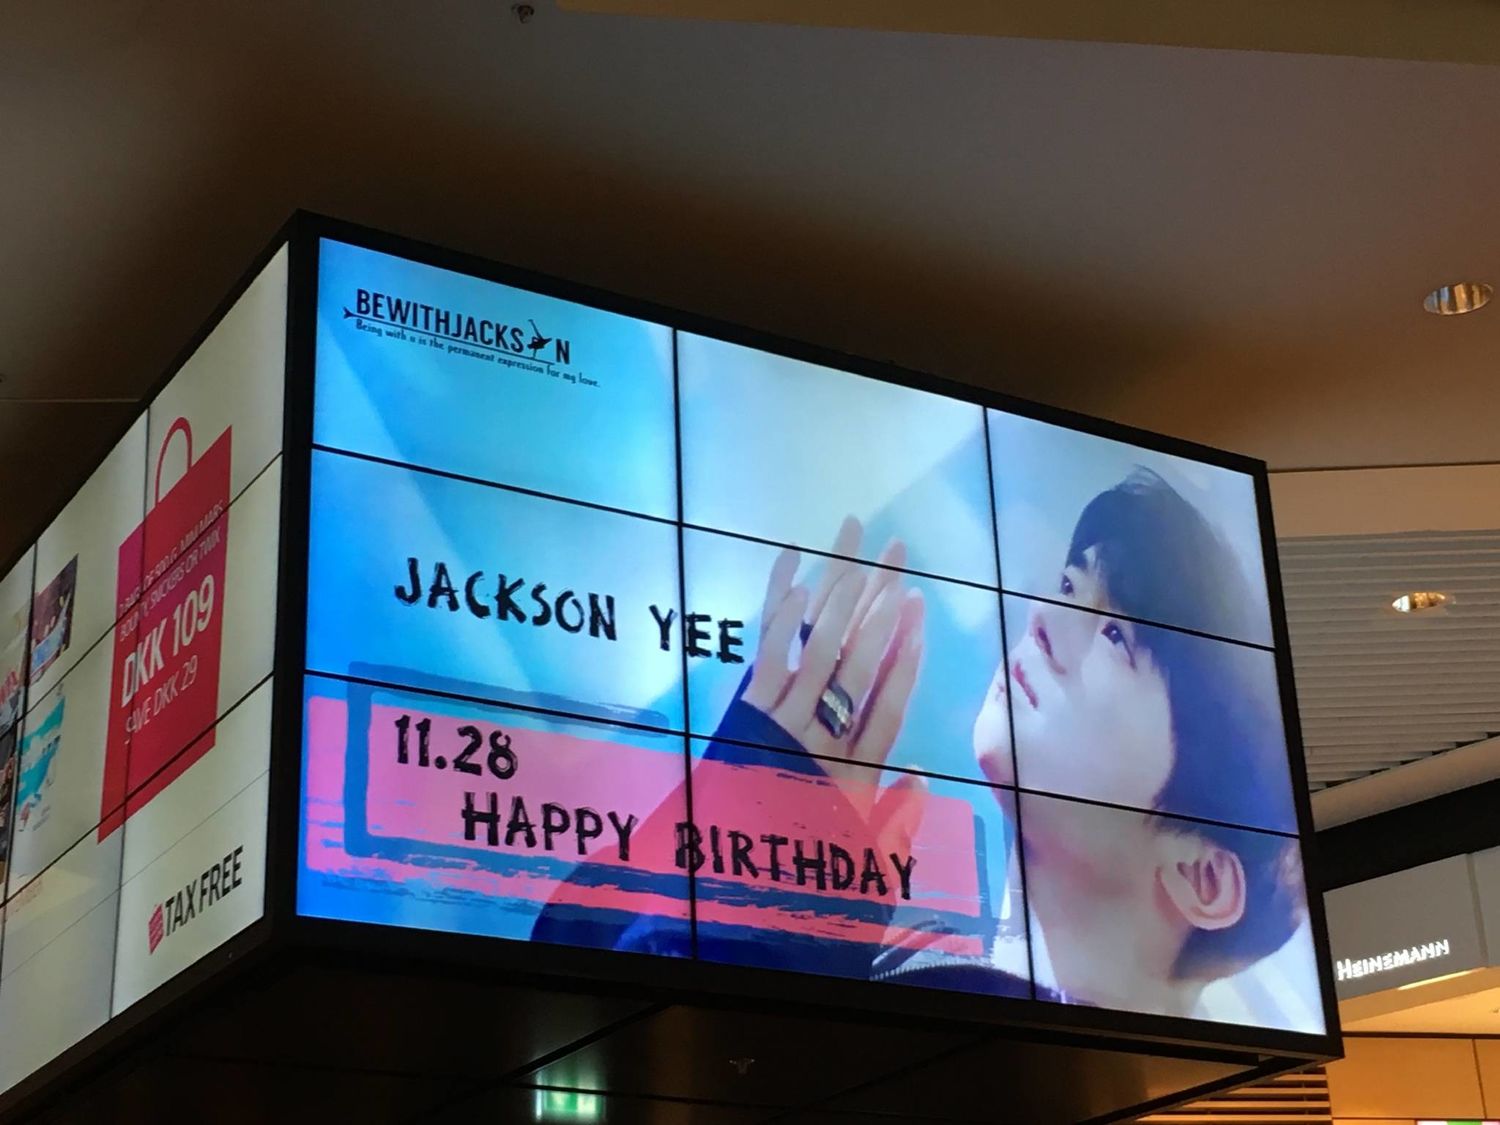 BEWITHJACKSON
Being with u is the permanent expression for my love.
JACKSON YEE
11.28
HAPPY BIRTHDAY
DKK 109
SAVE DKK 29
TAX FREE
HEINEMANN